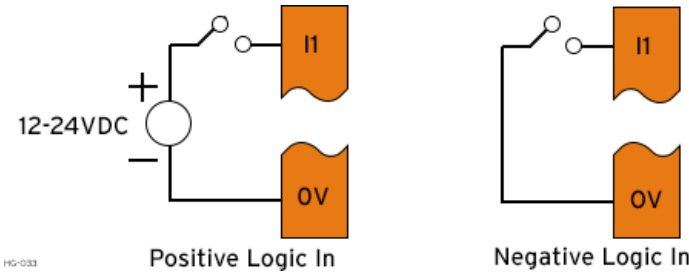 I1
I1
+
12-24VDC
−
0V
0V
Positive Logic In
Negative Logic In
HG-033